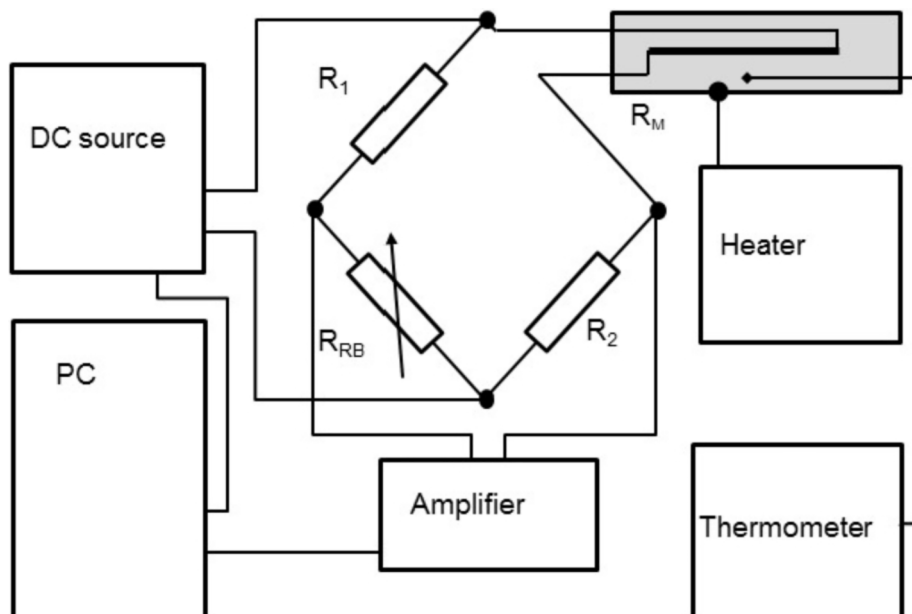 DC source
R1
RM
Heater
RRB
R2
PC
Amplifier
Thermometer